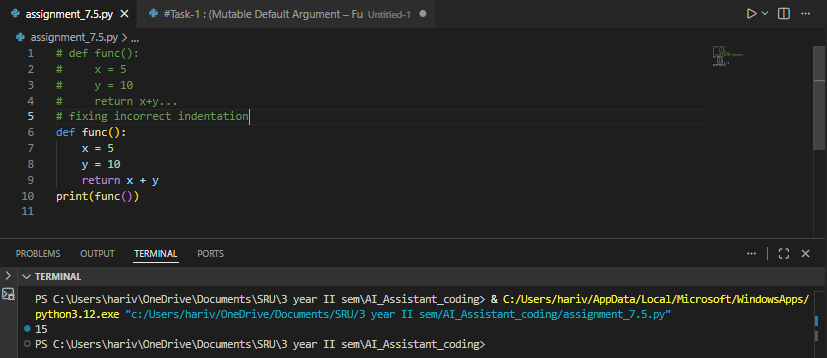 assignment_7.5.py × #Task-1 : (Mutable Default Argument – Fu Untitled-1 ●
assignment_7.5.py > ...
1 # def func():
2 #     x = 5
3 #     y = 10
4 #     return x+y...
5 # fixing incorrect indentation
6 def func():
7     x = 5
8     y = 10
9     return x + y
10 print(func())
11
PROBLEMS OUTPUT TERMINAL PORTS
TERMINAL
PS C:\Users\hariv\OneDrive\Documents\SRU\3 year II sem\AI_Assistant_coding> & C:/Users/hariv/AppData/Local/Microsoft/WindowsApps/
python3.12.exe "c:/Users/hariv/OneDrive/Documents/SRU/3 year II sem/AI_Assistant_coding/assignment_7.5.py"
15
PS C:\Users\hariv\OneDrive\Documents\SRU\3 year II sem\AI_Assistant_coding>